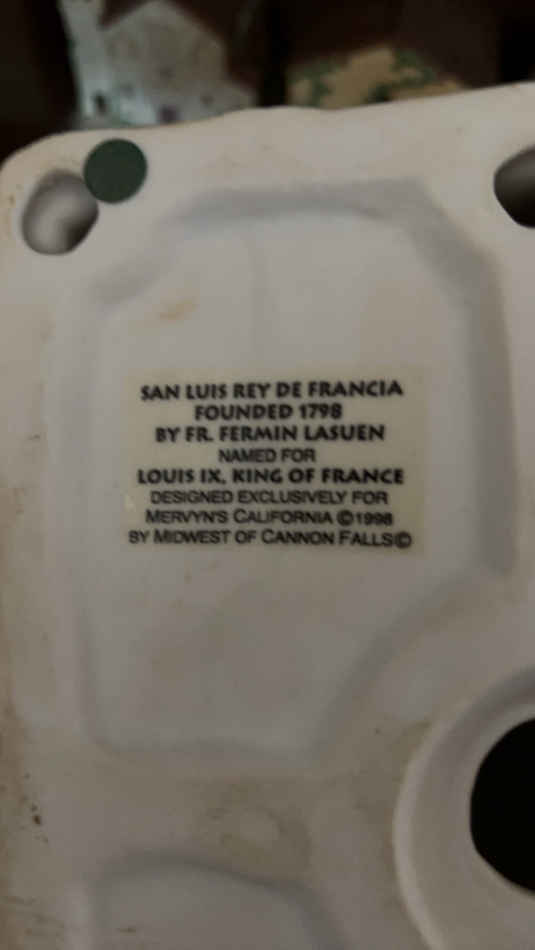 SAN LUIS REY DE FRANCIA
FOUNDED 1798
BY FR. FERMIN LASUEN
NAMED FOR
LOUIS IX, KING OF FRANCE
DESIGNED EXCLUSIVELY FOR
MERVYN'S CALIFORNIA ©1998
BY MIDWEST OF CANNON FALLS©